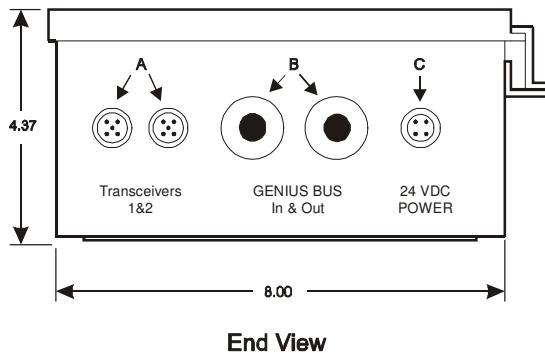 A
B
C
4.37
Transceivers
1&2
GENIUS BUS
In & Out
24 VDC
POWER
8.00
End View